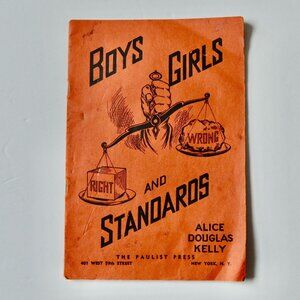 BOYS GIRLS
WRONG
RIGHT
AND
STANDARDS
ALICE
DOUGLAS
KELLY
THE PAULIST PRESS
401 WEST 59th STREET NEW YORK, N. Y.